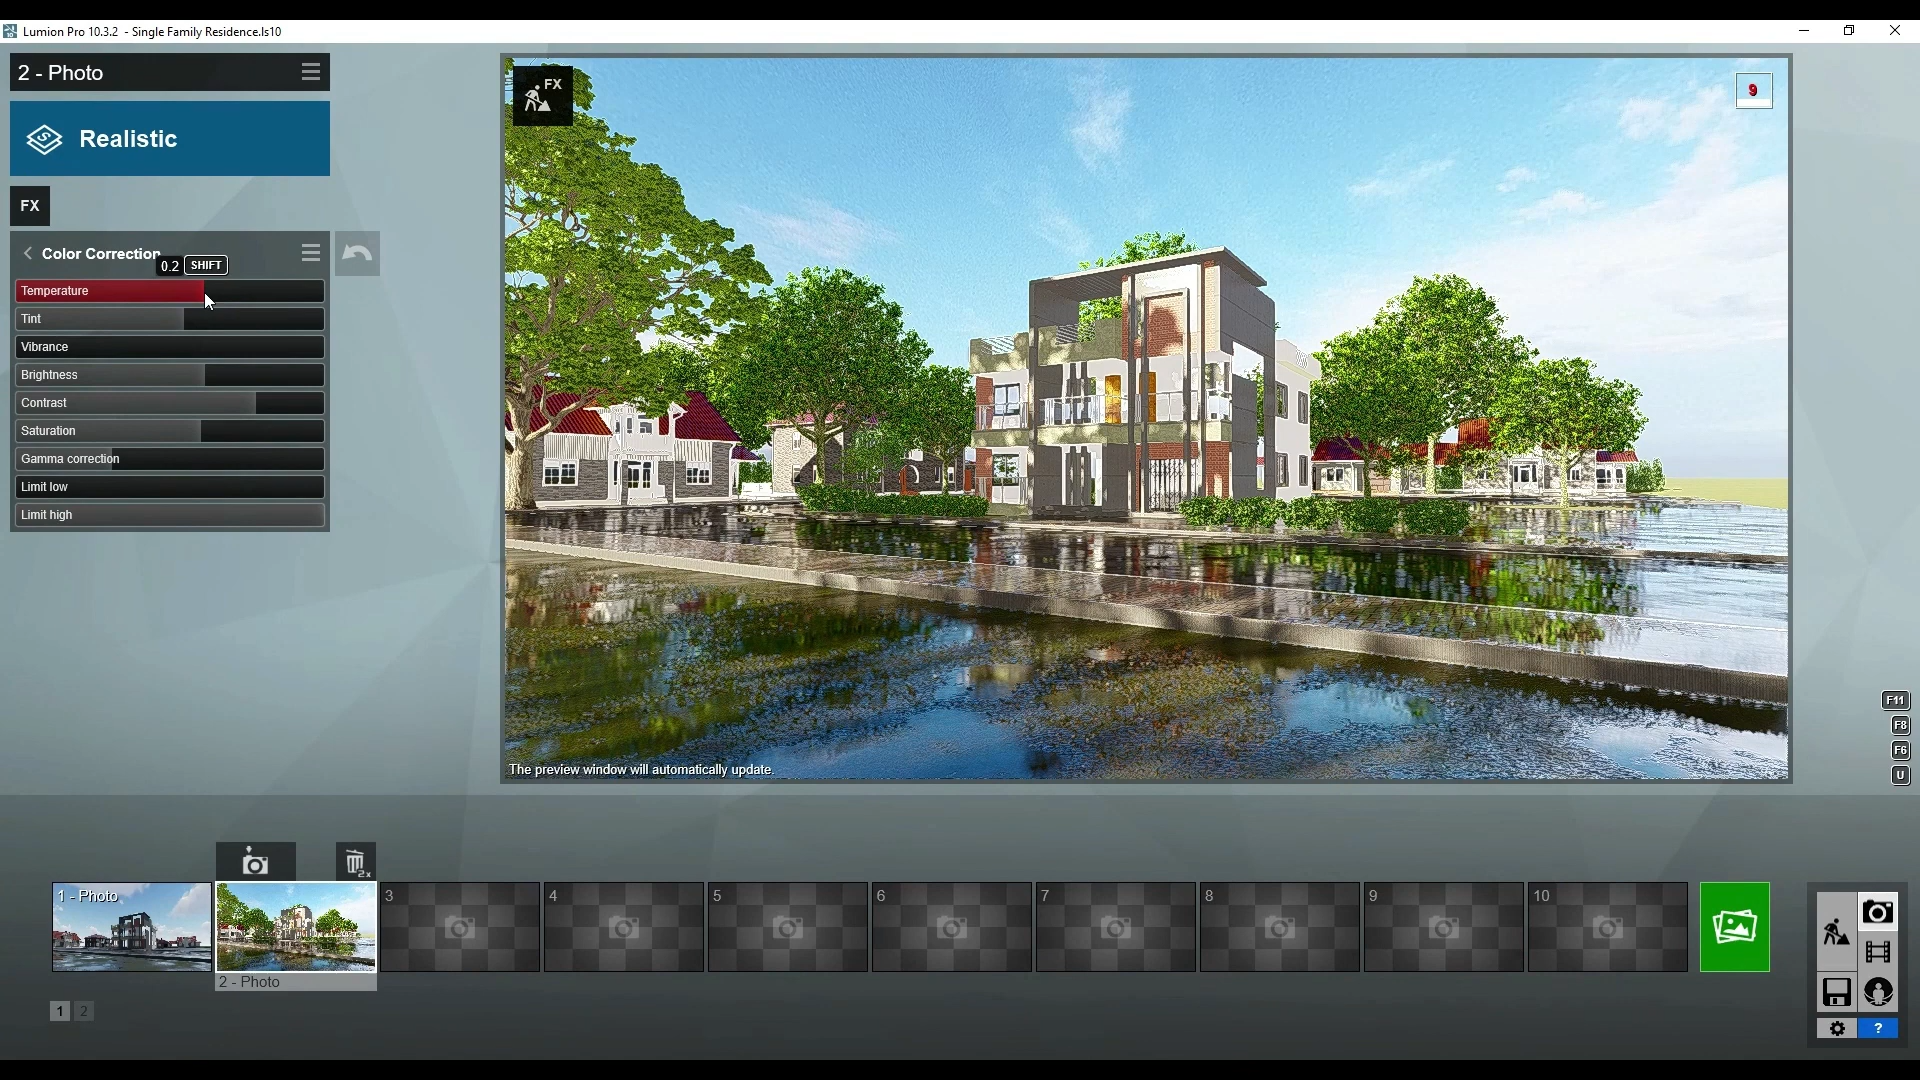 Lumion Pro 10.3.2 - Single Family Residence.ls10
2 - Photo
Realistic
FX
Color Correction
0.2 SHIFT
Temperature
Tint
Vibrance
Brightness
Contrast
Saturation
Gamma correction
Limit low
Limit high
FX
9
The preview window will automatically update.
F11
F8
F6
U
2x
1 - Photo
3
4
5
6
7
8
9
10
2 - Photo
1 2
?